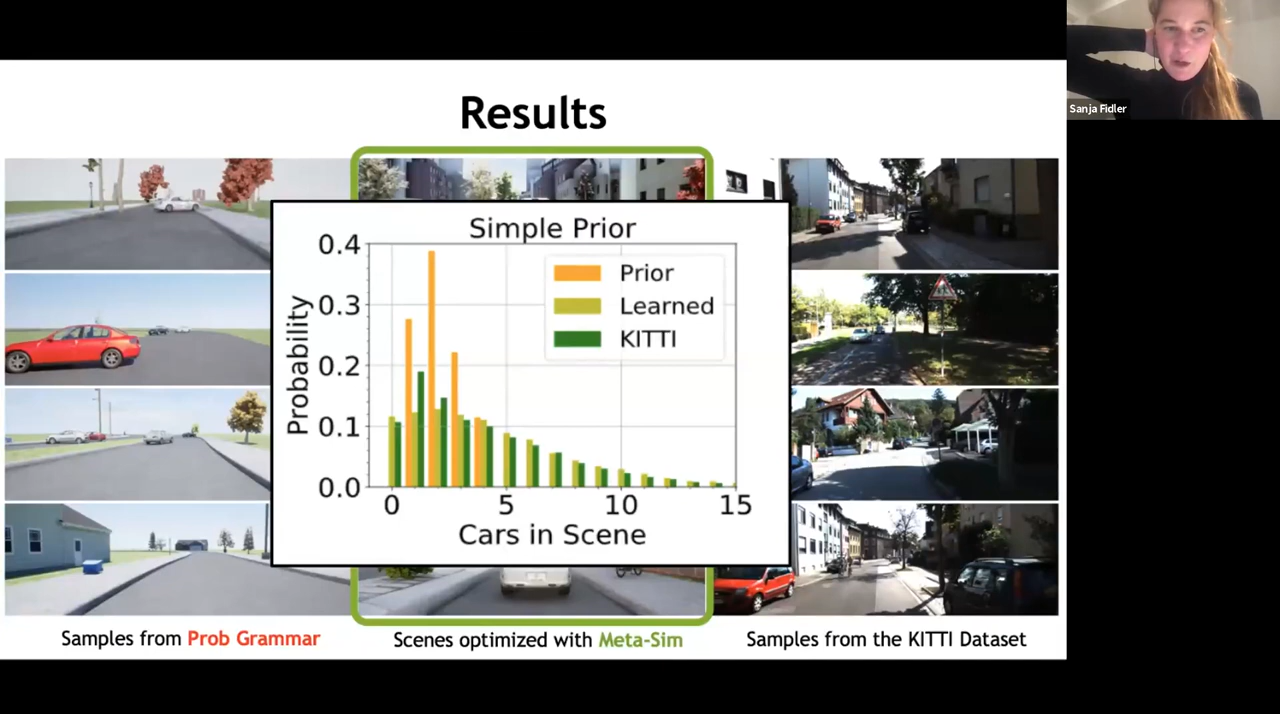 Sanja Fidler
Results
Simple Prior
Prior
Learned
KITTI
Probability
0.4
0.3
0.2
0.1
0.0
0 5 10 15
Cars in Scene
Samples from Prob Grammar
Scenes optimized with Meta-Sim
Samples from the KITTI Dataset